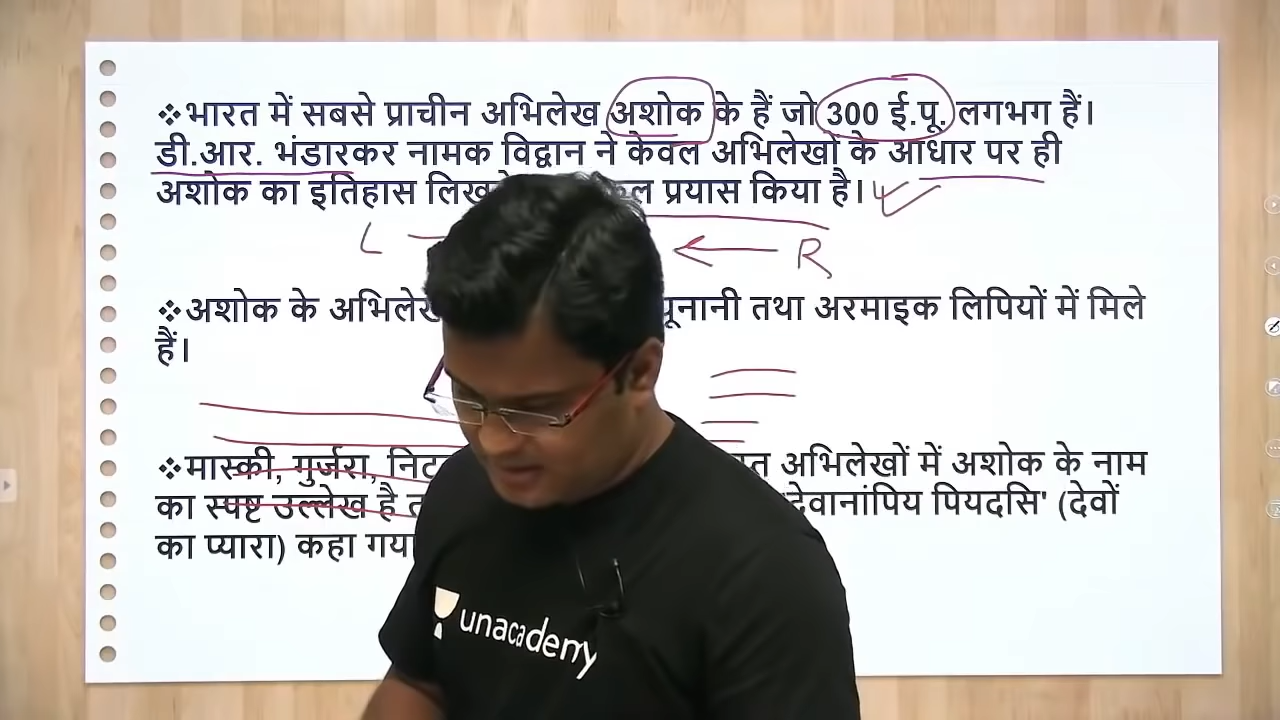 ❖भारत में सबसे प्राचीन अभिलेख अशोक के हैं जो 300 ई.पू. लगभग हैं।
डी.आर. भंडारकर नामक विद्वान ने केवल अभिलेखों के आधार पर ही
अशोक का इतिहास प्रयास किया है।
L R
❖अशोक के यूनानी तथा अरमाइक लिपियों में मिले
हैं।
❖मास्की, गुर्जरा, अभिलेखों में अशोक के नाम
का स्पष्ट उल्लेख है 'देवानांपिय पियदसि' (देवों
का प्यारा) कहा गया
unacademy